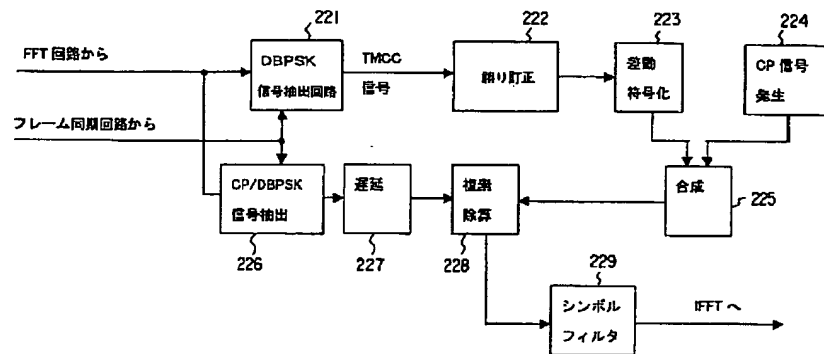 221
222
223
224
FFT 回路から
DBPSK
信号抽出回路
TMCC
信号
誤り訂正
差動
符号化
CP 信号
発生
フレーム同期回路から
CP/DBPSK
信号抽出
遅延
複素
除算
合成
225
226
227
228
229
シンボル
フィルタ
IFFT へ